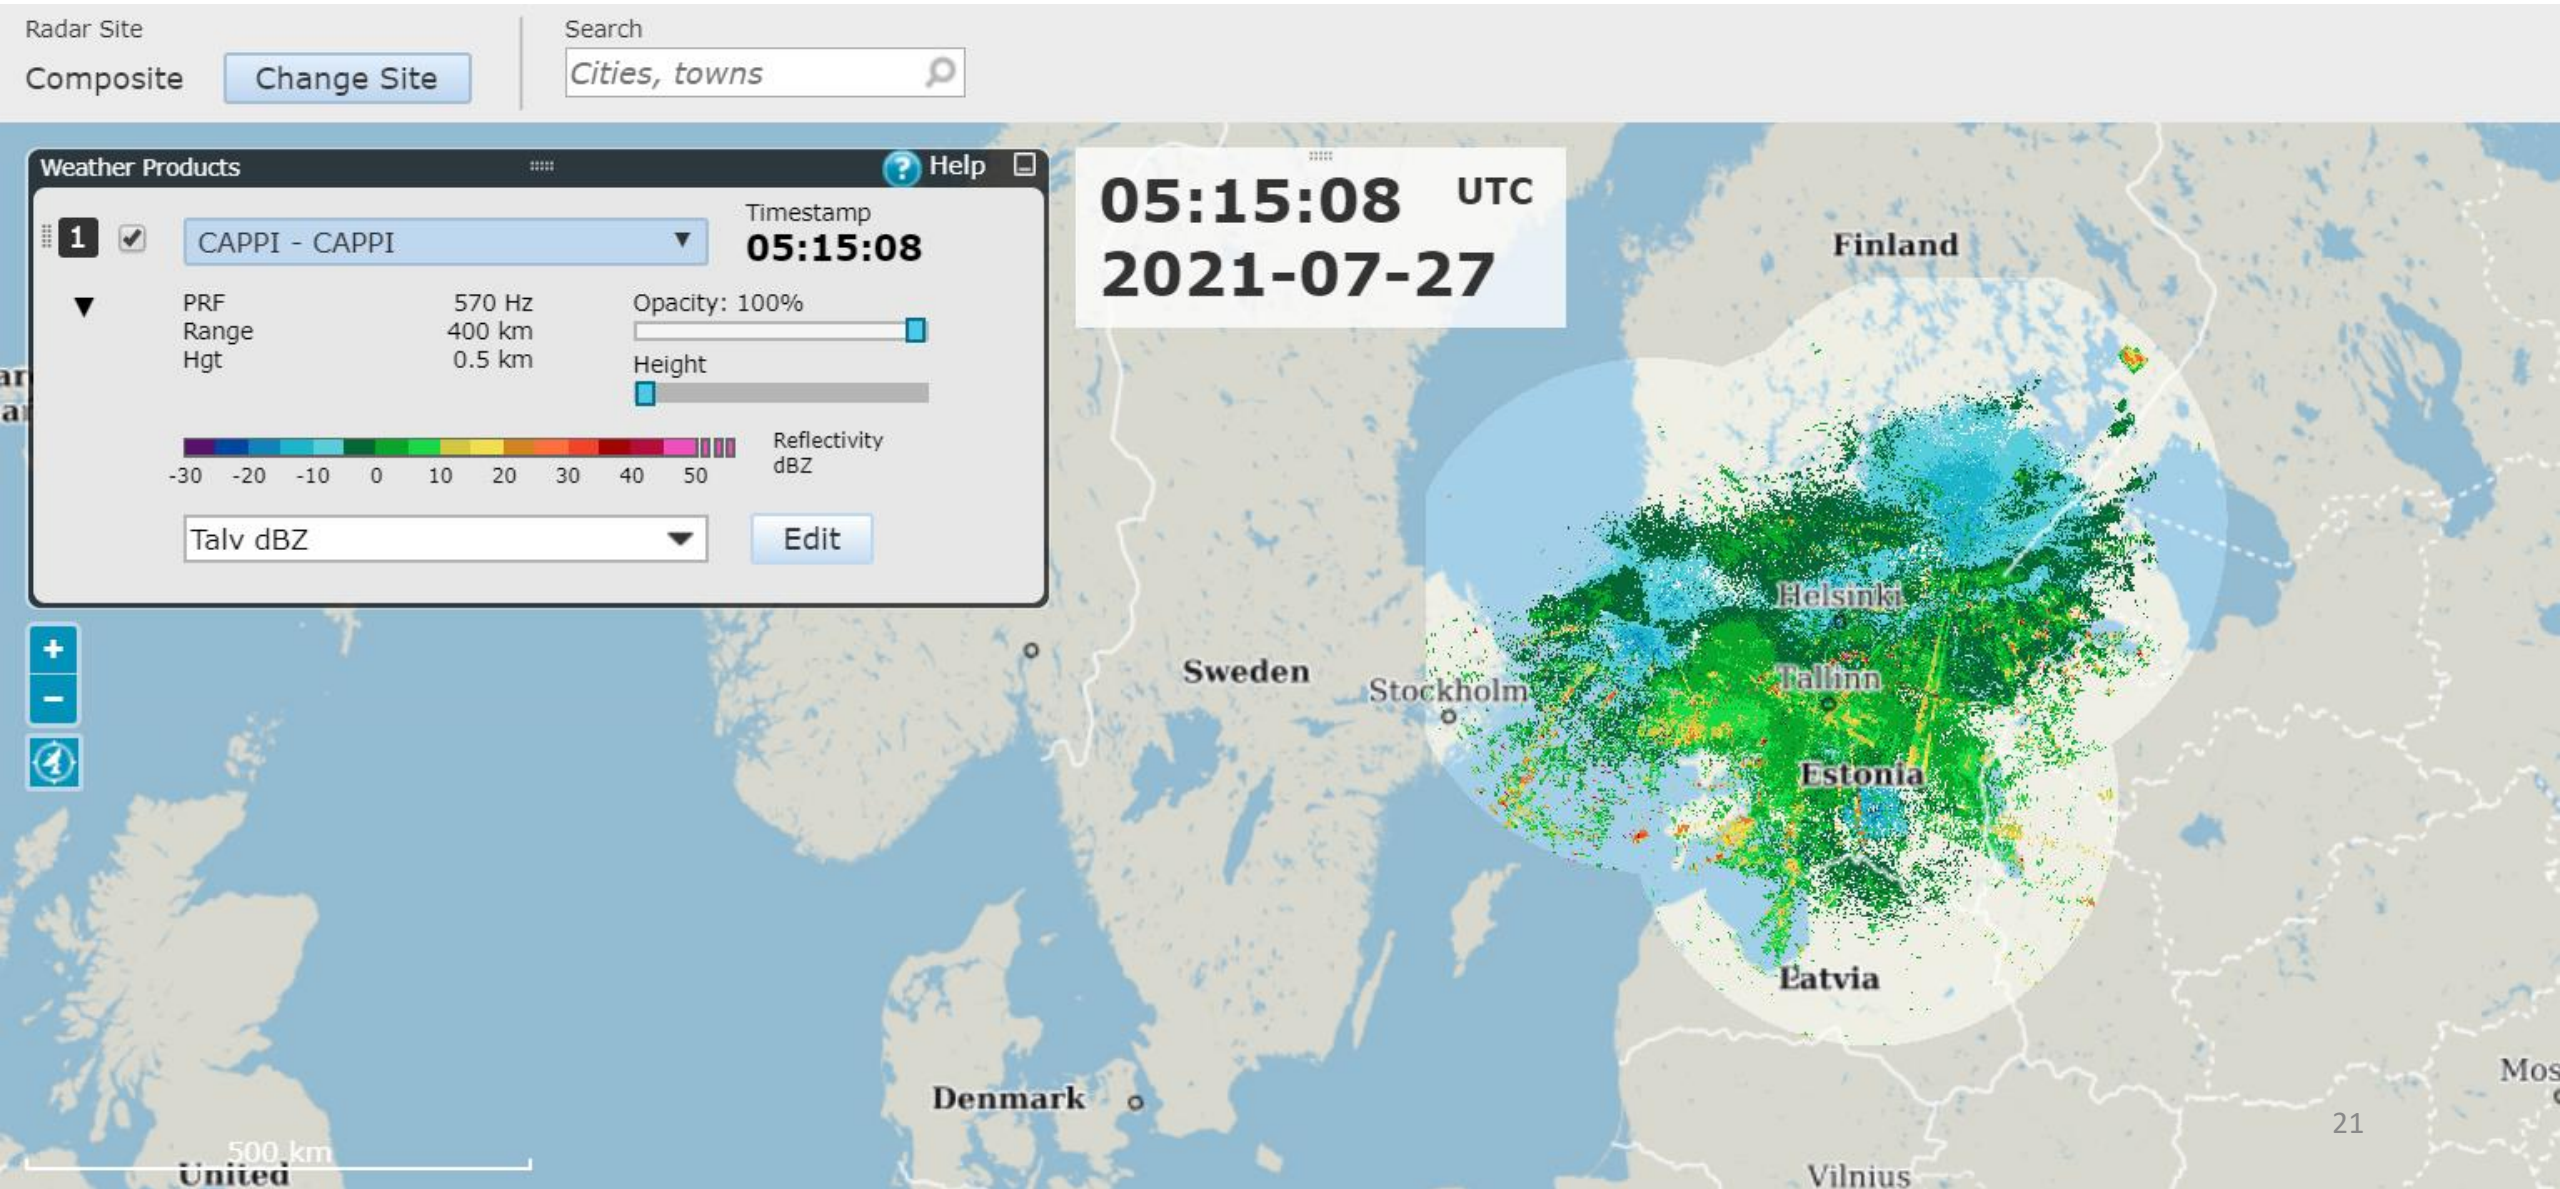 Radar Site
Composite
Change Site
Search
Cities, towns
Weather Products
Help
1
CAPPI - CAPPI
Timestamp
05:15:08
PRF 570 Hz
Range 400 km
Hgt 0.5 km
Opacity: 100%
Height
-30 -20 -10 0 10 20 30 40 50
Reflectivity
dBZ
Talv dBZ
Edit
05:15:08 UTC
2021-07-27
Finland
Helsinki
Sweden
Stockholm
Tallinn
Estonia
Latvia
Denmark
Mos
21
500 km
United
Vilnius